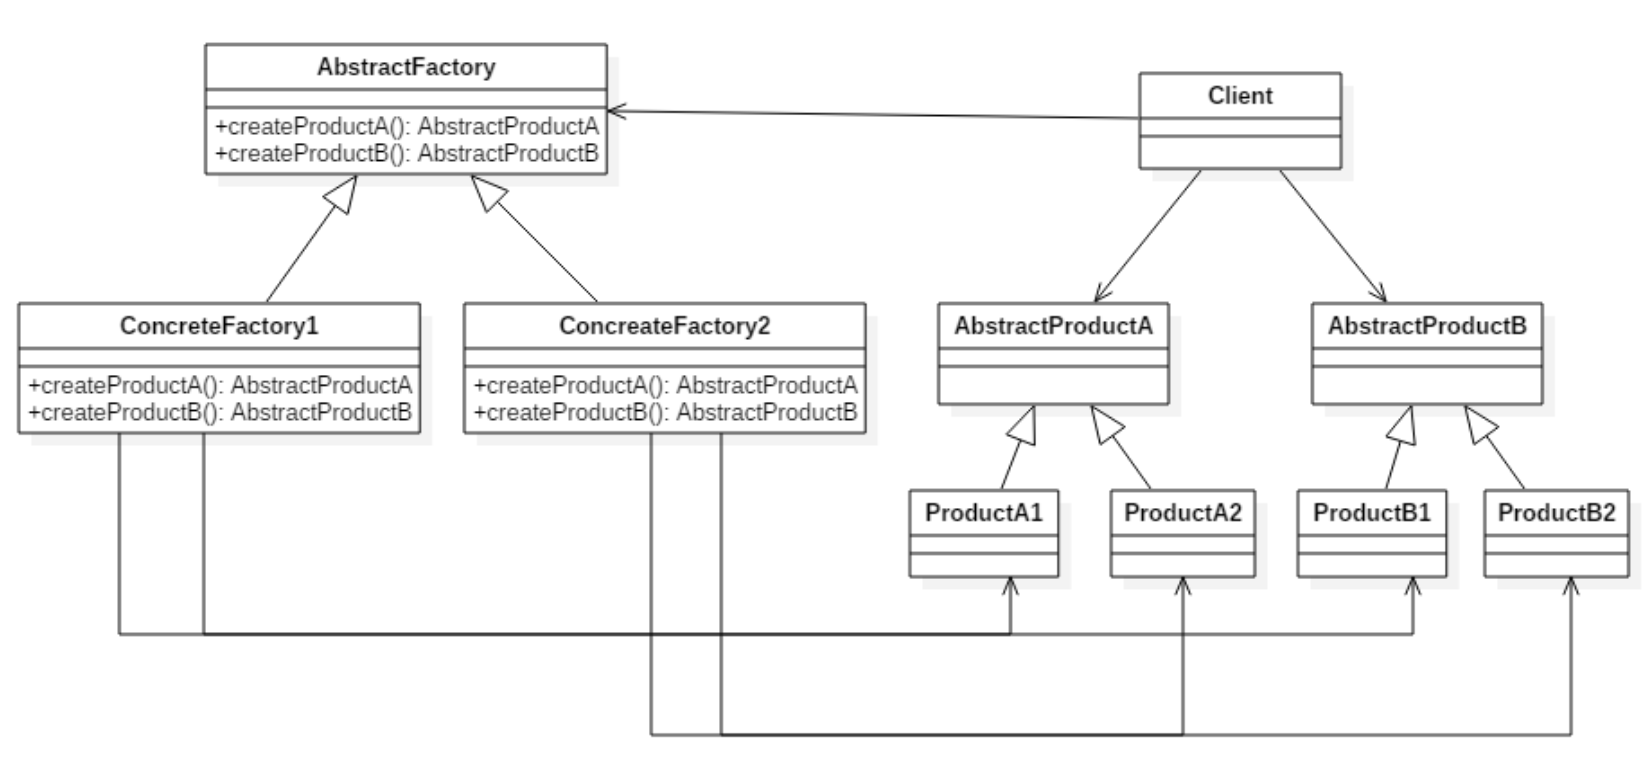 AbstractFactory
+createProductA(): AbstractProductA
+createProductB(): AbstractProductB
Client
ConcreteFactory1
+createProductA(): AbstractProductA
+createProductB(): AbstractProductB
ConcreateFactory2
+createProductA(): AbstractProductA
+createProductB(): AbstractProductB
AbstractProductA
AbstractProductB
ProductA1
ProductA2
ProductB1
ProductB2